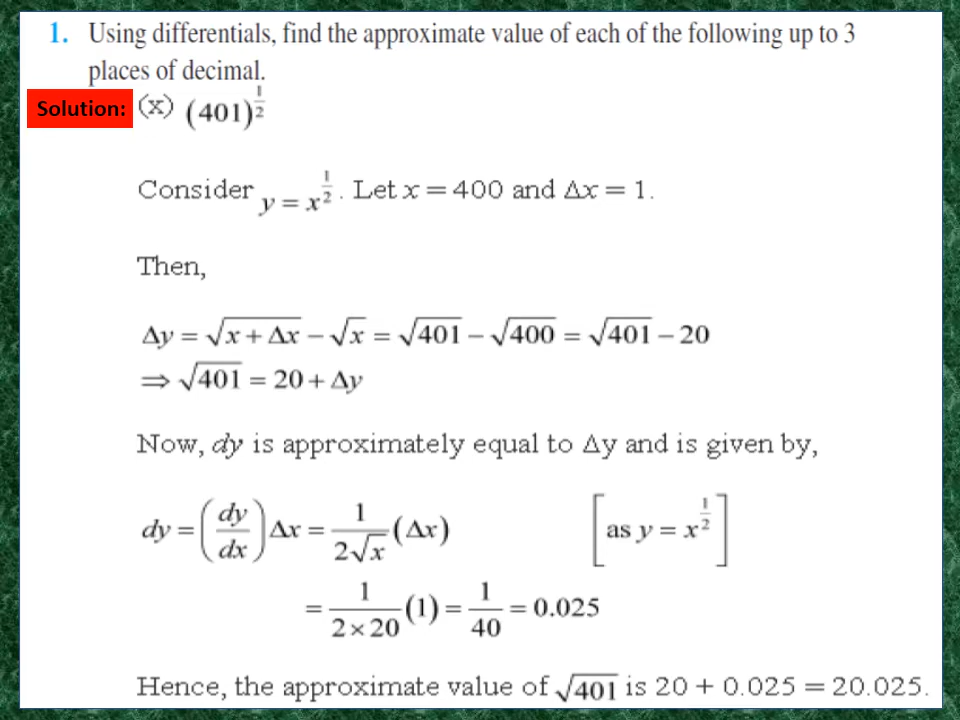 1. Using differentials, find the approximate value of each of the following up to 3
places of decimal.
Solution: (x) (401)^{1/2}
Consider y = x^{1/2}. Let x = 400 and Δx = 1.
Then,
Δy = √(x + Δx) − √x = √401 − √400 = √401 − 20
⇒ √401 = 20 + Δy
Now, dy is approximately equal to Δy and is given by,
dy = (dy/dx) Δx = 1/(2√x) (Δx) [as y = x^{1/2}]
= 1/(2 × 20) (1) = 1/40 = 0.025
Hence, the approximate value of √401 is 20 + 0.025 = 20.025.